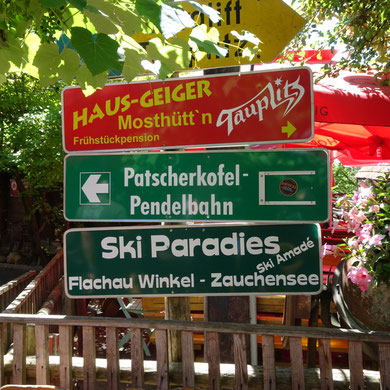 HAUS-GEIGER
Mosthütt`n
Tauplitz
Frühstückspension
Patscherkofel-
Pendelbahn
Ski Paradies
Ski Amadé
Flachau Winkel - Zauchensee